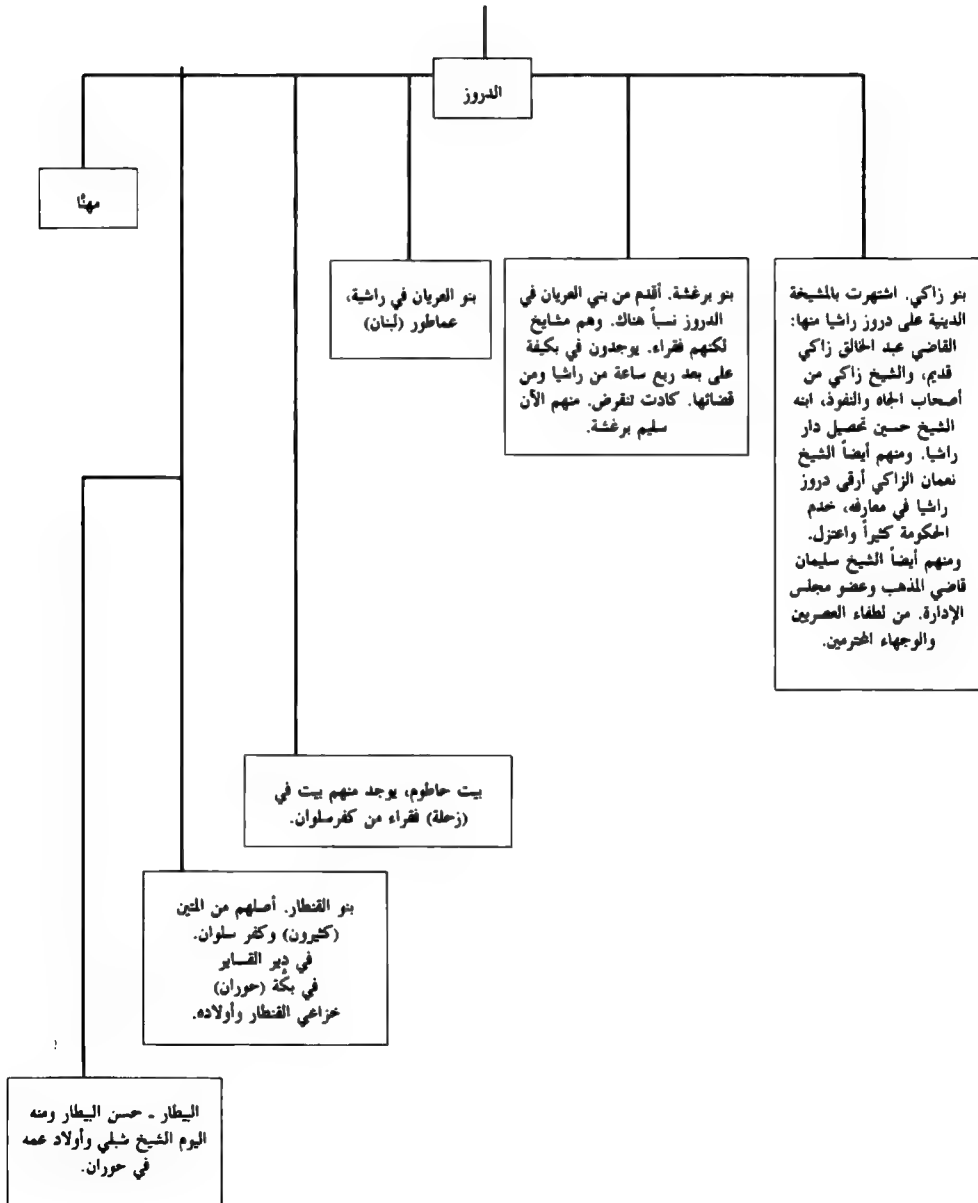 الدروز
بنو زاكي. اشتهرت بالمشيخة
الدينية على دروز راشيا منها:
القاضي عبد الخالق زاكي
قديم، والشيخ زاكي من
أصحاب الجاه والنفوذ، ابنه
الشيخ حسين تحصيل دار
راشيا. ومنهم أيضاً الشيخ
نعمان الزاكي أرقى دروز
راشيا في معارفه، خدم
الحكومة كثيراً واعتزل.
ومنهم أيضاً الشيخ سليمان
قاضي المذهب وعضو مجلس
الإدارة. من لطفاء العصريين
والوجهاء المحترمين.
بنو برغشة. أقدم من بني العريان في
الدروز نسباً هناك. وهم مشايخ
لكنهم فقراء. يوجدون في بكيفة
على بعد ربع ساعة من راشيا ومن
قضائها. كادت تنقرض. منهم الآن
سليم برغشة.
بنو العريان في راشية،
عماطور (لبنان)
مهنّا
بيت حاطوم، يوجد منهم بيت في
(زحلة) فقراء من كفرسلوان.
بنو القنطار. أصلهم من المتين
(كثيرون) وكفر سلوان.
في دير القساير
في بكّة (حوران)
خزاعي القنطار وأولاده.
البيطار - حسن البيطار ومنه
اليوم الشيخ شبلي وأولاد عمه
في حوران.